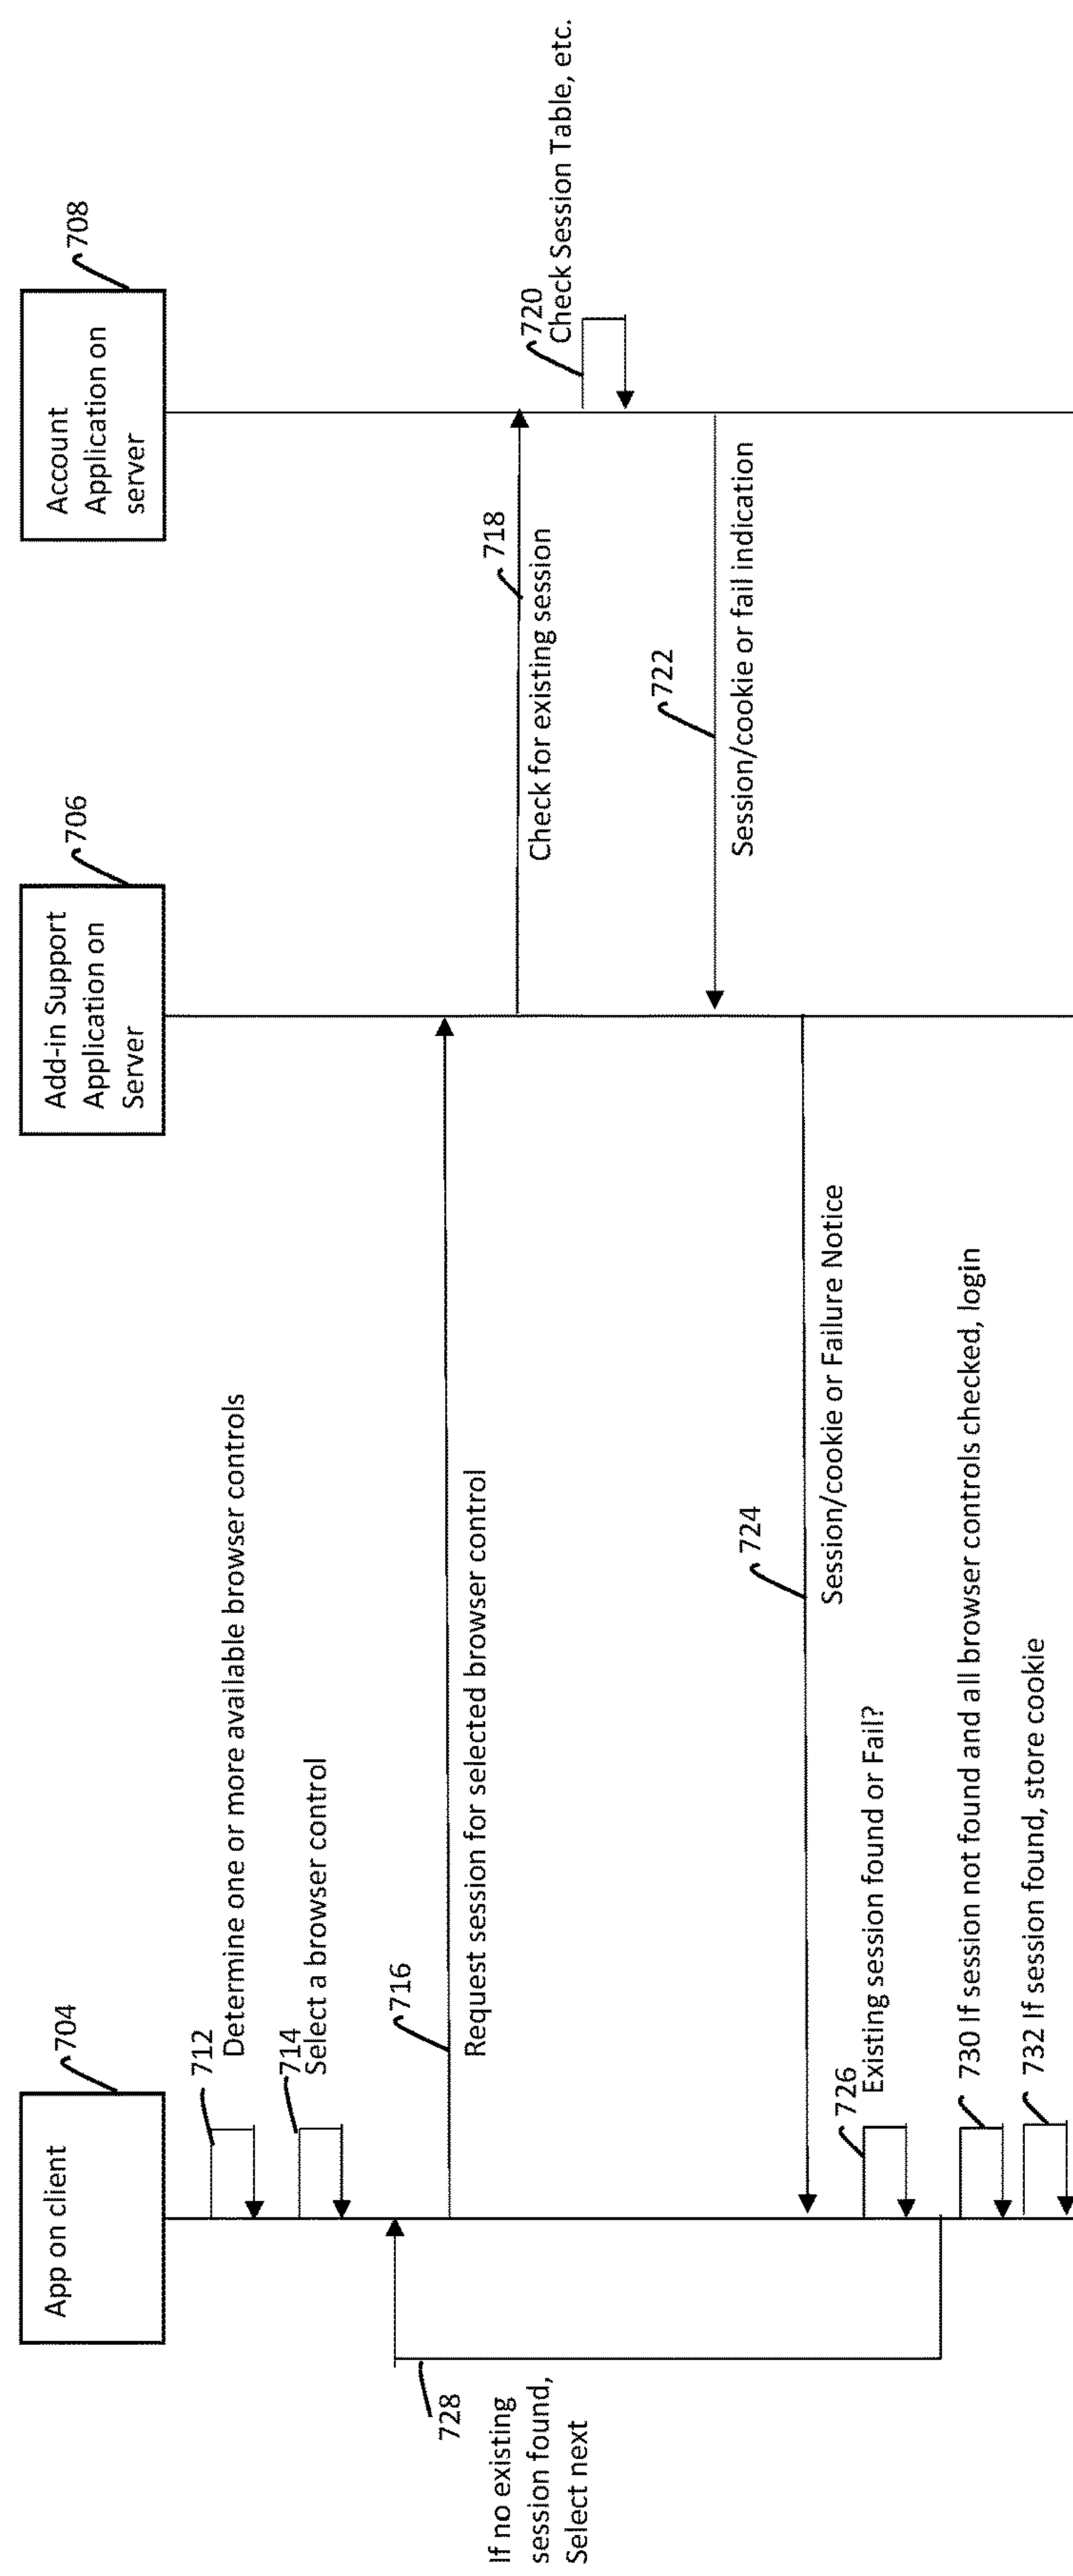 704
App on client
706
Add-in Support
Application on
Server
708
Account
Application on
server
712
Determine one or more available browser controls
714
Select a browser control
716
Request session for selected browser control
718
Check for existing session
720
Check Session Table, etc.
722
Session/cookie or fail indication
724
Session/cookie or Failure Notice
726
Existing session found or Fail?
728
If no existing
session found,
Select next
730 If session not found and all browser controls checked, login
732 If session found, store cookie